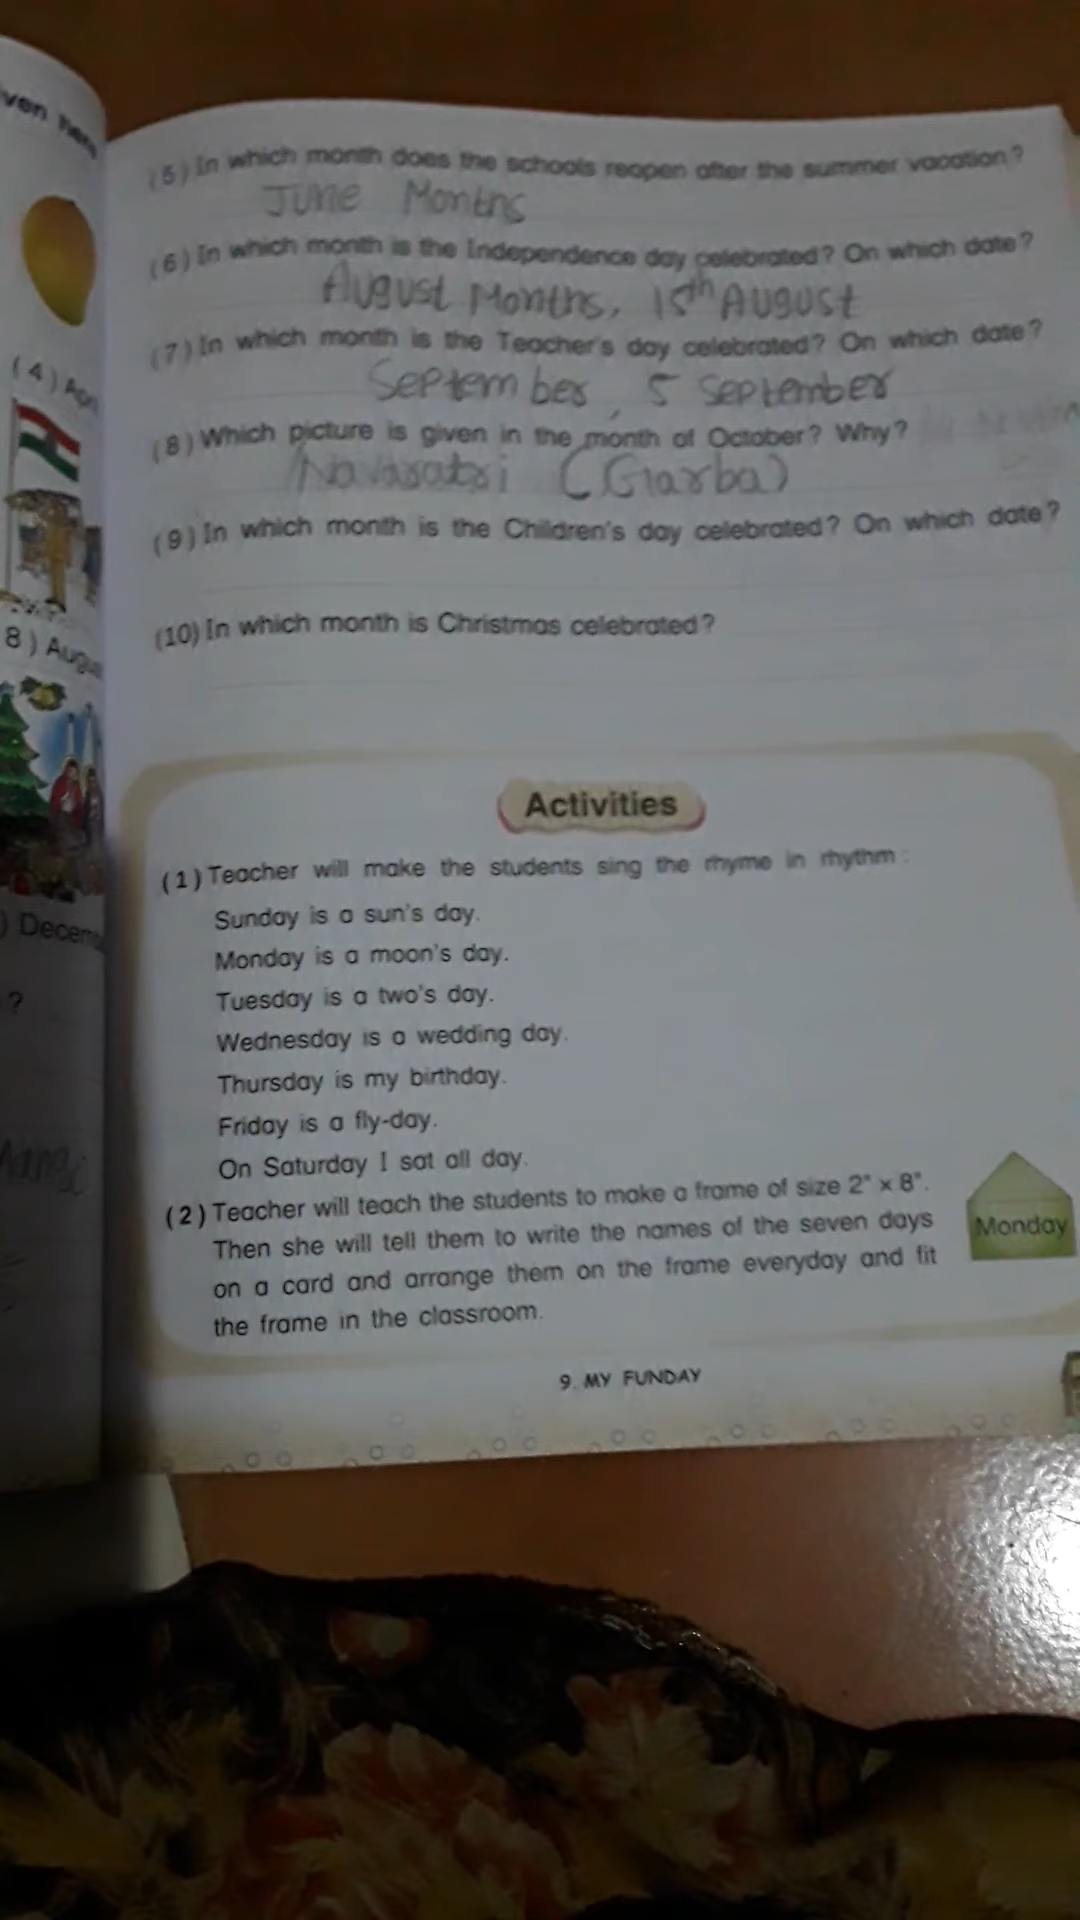 ven here
( 4 ) Apri
8 ) Augu
) Decem
?
(5) In which month does the schools reopen after the summer vacation?
June Months
(6) In which month is the Independence day celebrated? On which date?
August Months, 15th August
(7) In which month is the Teacher's day celebrated? On which date?
September, 5 September
(8) Which picture is given in the month of October? Why?
Navaratri (Garba)
(9) In which month is the Children's day celebrated? On which date?
(10) In which month is Christmas celebrated?
Activities
(1) Teacher will make the students sing the rhyme in rhythm :
Sunday is a sun's day.
Monday is a moon's day.
Tuesday is a two's day.
Wednesday is a wedding day.
Thursday is my birthday.
Friday is a fly-day.
On Saturday I sat all day.
(2) Teacher will teach the students to make a frame of size 2" × 8".
Then she will tell them to write the names of the seven days
on a card and arrange them on the frame everyday and fit
the frame in the classroom.
Monday
9. MY FUNDAY